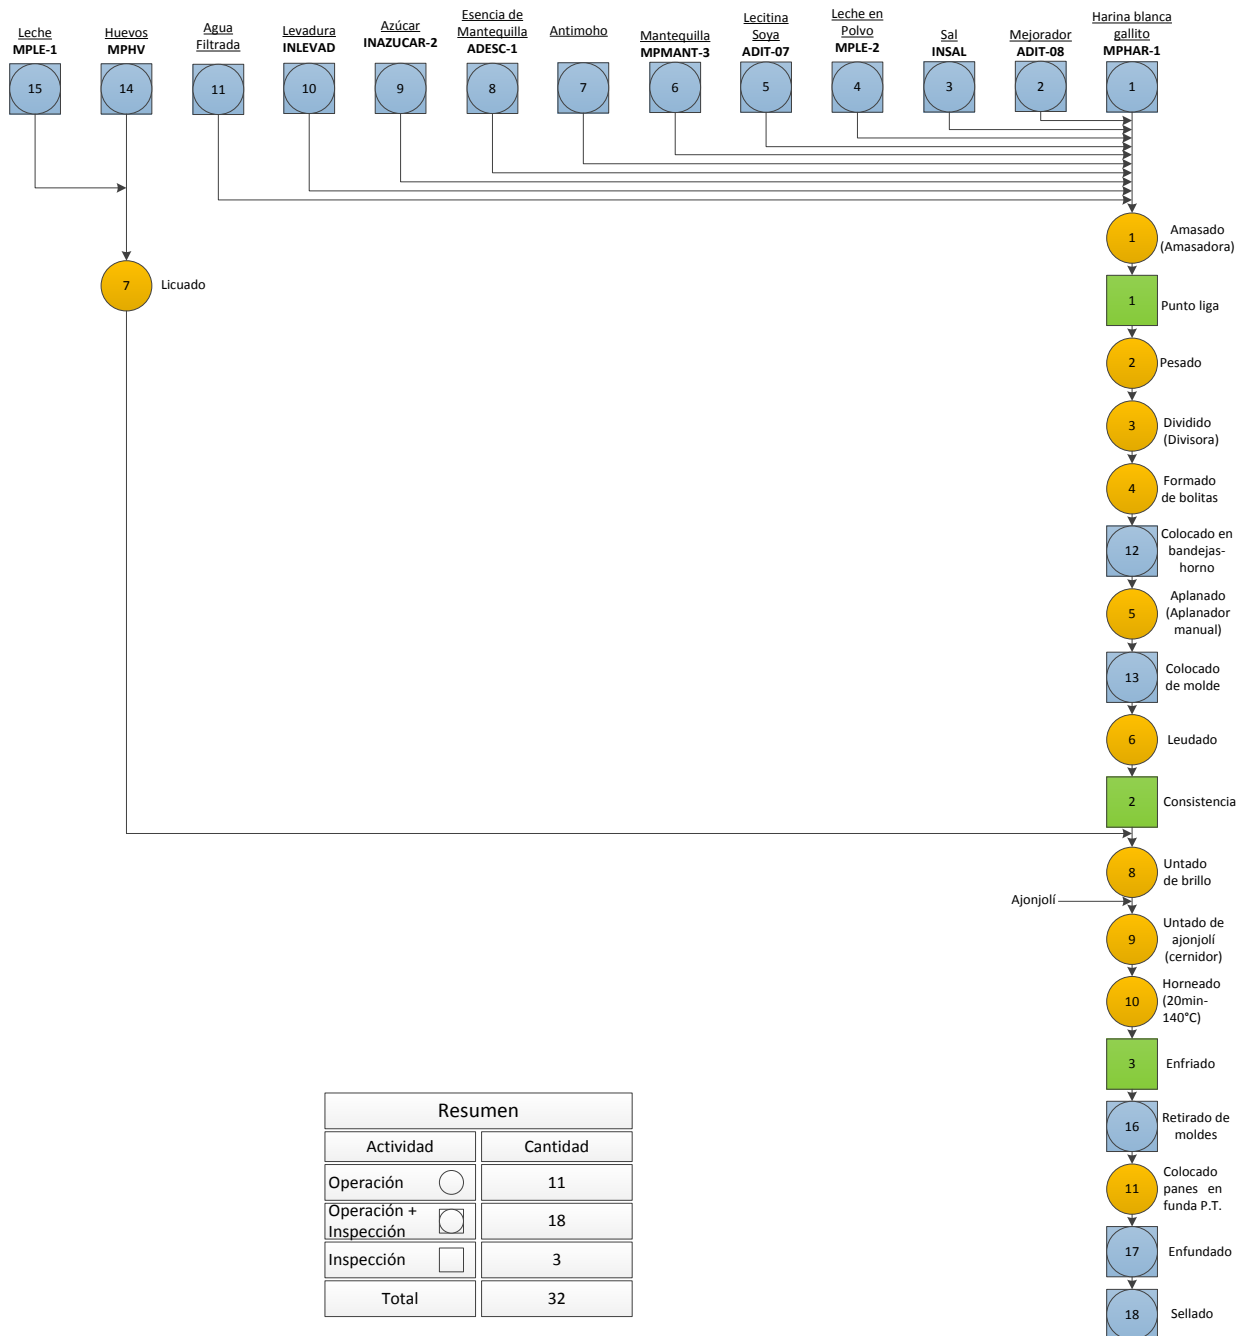 Leche
MPLE-1
15
Huevos
MPHV
14
Agua
Filtrada
11
Levadura
INLEVAD
10
Azúcar
INAZUCAR-2
9
Esencia de
Mantequilla
ADESC-1
8
Antimoho
7
Mantequilla
MPMANT-3
6
Lecitina
Soya
ADIT-07
5
Leche en
Polvo
MPLE-2
4
Sal
INSAL
3
Mejorador
ADIT-08
2
Harina blanca
gallito
MPHAR-1
1
1
Amasado
(Amasadora)
7
Licuado
1
Punto liga
2
Pesado
3
Dividido
(Divisora)
4
Formado
de bolitas
12
Colocado en
bandejas-
horno
5
Aplanado
(Aplanador
manual)
13
Colocado
de molde
6
Leudado
2
Consistencia
8
Untado
de brillo
Ajonjolí
9
Untado de
ajonjolí
(cernidor)
10
Horneado
(20min-
140°C)
3
Enfriado
16
Retirado de
moldes
11
Colocado
panes en
funda P.T.
17
Enfundado
18
Sellado
Resumen
Actividad Cantidad
Operación 11
Operación +
Inspección 18
Inspección 3
Total 32